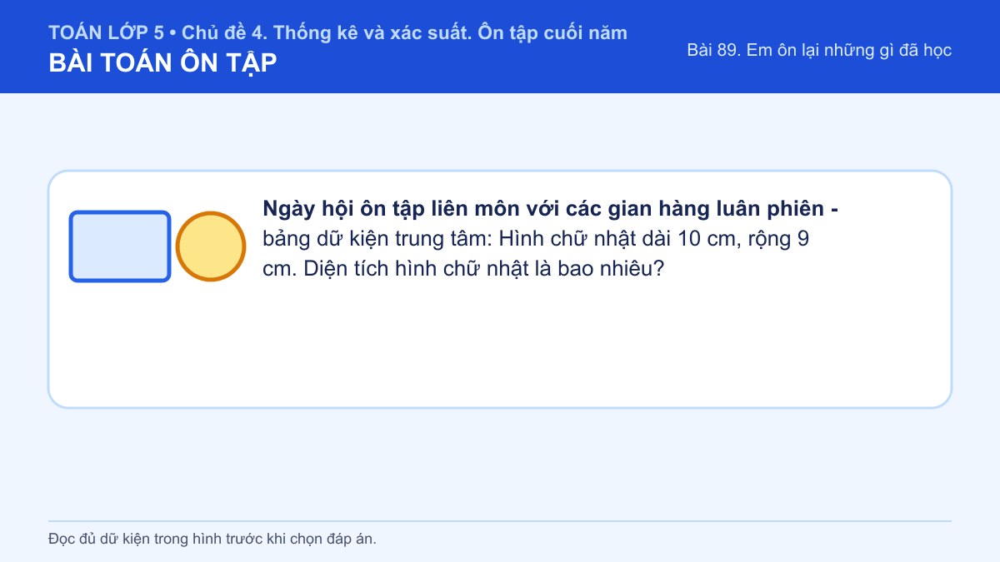 TOÁN LỚP 5 • Chủ đề 4. Thống kê và xác suất. Ôn tập cuối năm
BÀI TOÁN ÔN TẬP
Bài 89. Em ôn lại những gì đã học
Ngày hội ôn tập liên môn với các gian hàng luân phiên -
bảng dữ kiện trung tâm: Hình chữ nhật dài 10 cm, rộng 9
cm. Diện tích hình chữ nhật là bao nhiêu?
Đọc đủ dữ kiện trong hình trước khi chọn đáp án.